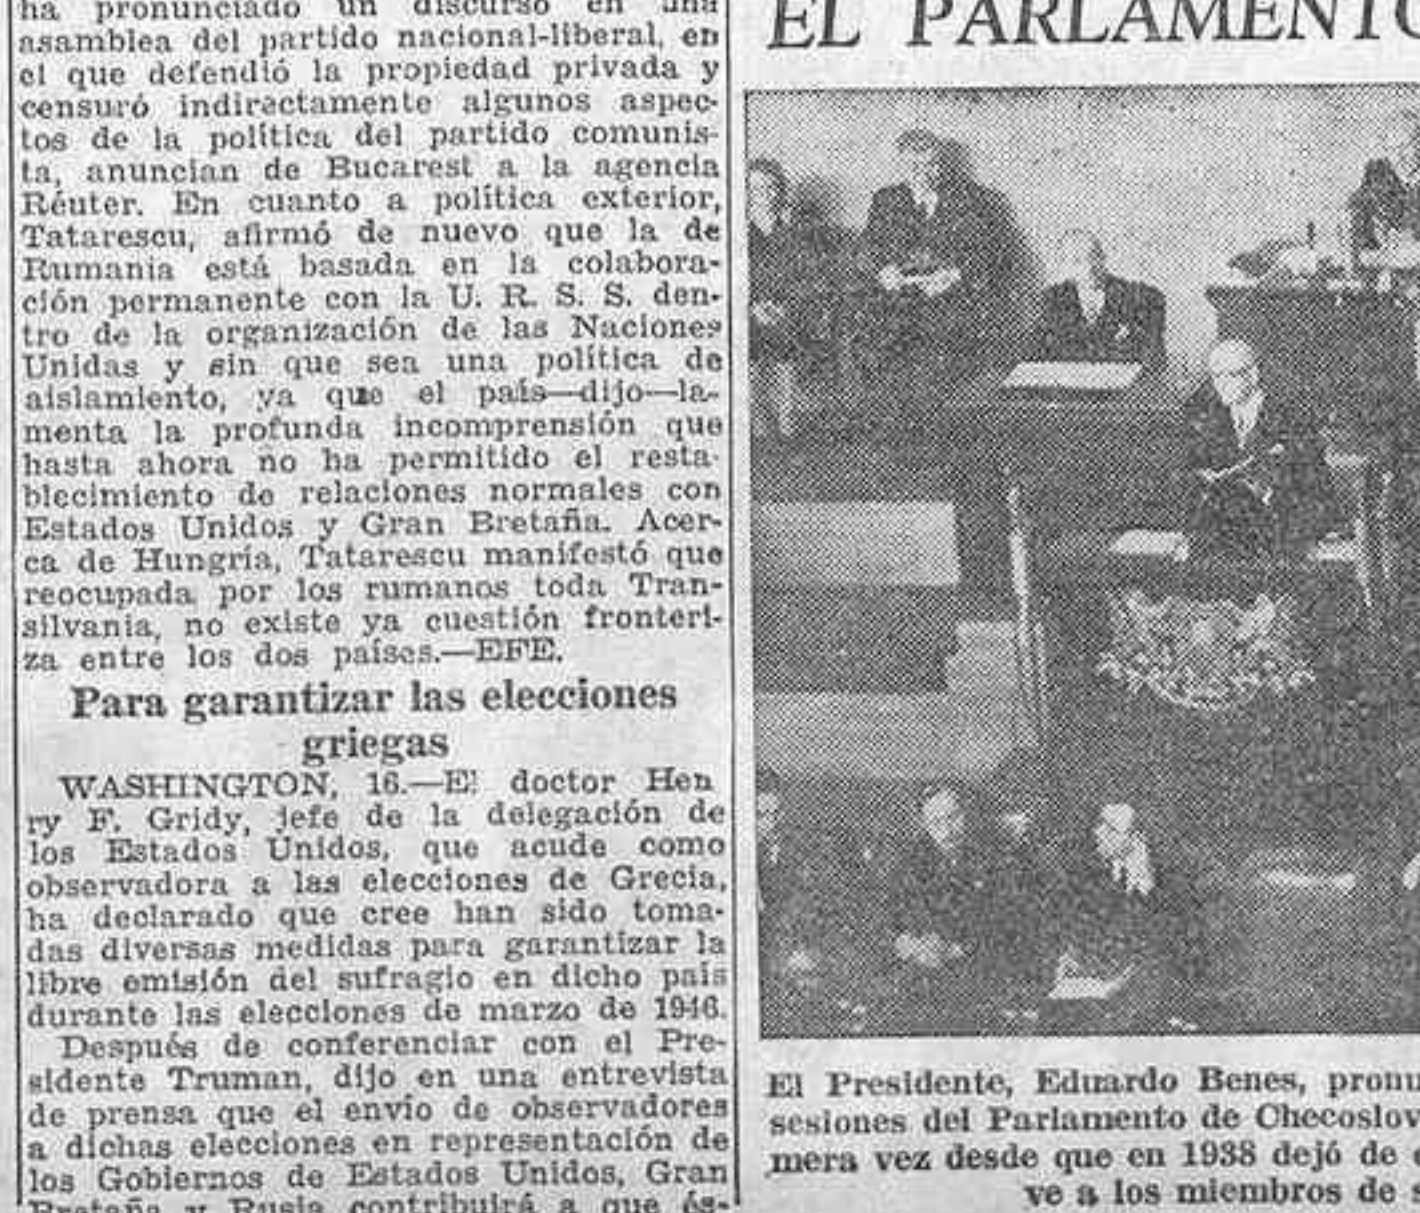 ha pronunciado un discurso en una
asamblea del partido nacional-liberal, en
el que defendió la propiedad privada y
censuró indirectamente algunos aspec-
tos de la política del partido comunis-
ta, anuncian de Bucarest a la agencia
Réuter. En cuanto a política exterior,
Tatarescu, afirmó de nuevo que la de
Rumania está basada en la colabora-
ción permanente con la U. R. S. S. den-
tro de la organización de las Naciones
Unidas y sin que sea una política de
aislamiento, ya que el país—dijo—la-
menta la profunda incomprensión que
hasta ahora no ha permitido el resta-
blecimiento de relaciones normales con
Estados Unidos y Gran Bretaña. Acer-
ca de Hungría, Tatarescu manifestó que
reocupada por los rumanos toda Tran-
silvania, no existe ya cuestión fronteri-
za entre los dos países.—EFE.
Para garantizar las elecciones
griegas
WASHINGTON, 16.—El doctor Hen
ry F. Gridy, jefe de la delegación de
los Estados Unidos, que acude como
observadora a las elecciones de Grecia,
ha declarado que cree han sido toma-
das diversas medidas para garantizar la
libre emisión del sufragio en dicho país
durante las elecciones de marzo de 1946.
Después de conferenciar con el Pre-
sidente Truman, dijo en una entrevista
de prensa que el envío de observadores
a dichas elecciones en representación de
los Gobiernos de Estados Unidos, Gran
Bretaña y Rusia contribuirá a que és-
EL PARLAMENTO
El Presidente, Eduardo Benes, pronu
sesiones del Parlamento de Checoslov
mera vez desde que en 1938 dejó de
ve a los miembros de s